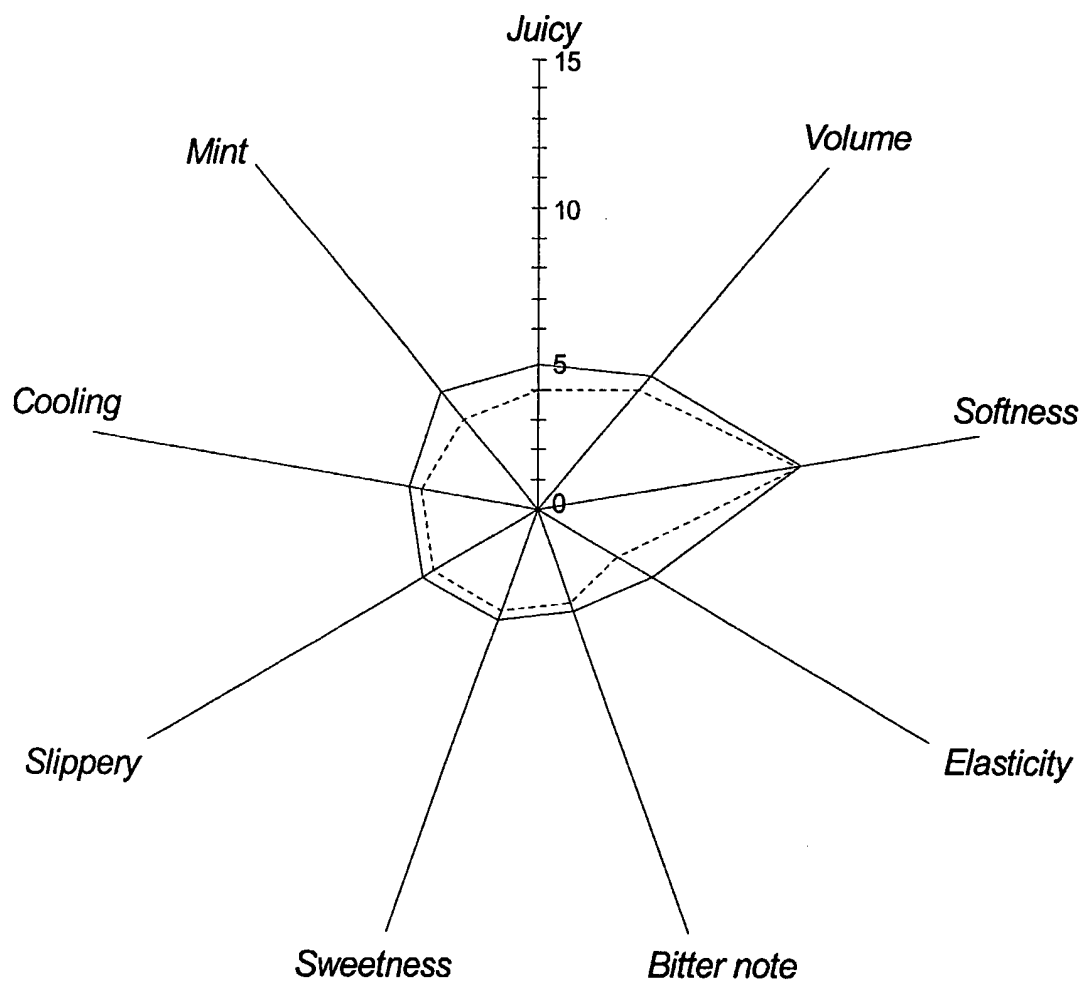 Juicy
15
Volume
Mint
10
5
Cooling
Softness
0
Slippery
Elasticity
Sweetness
Bitter note